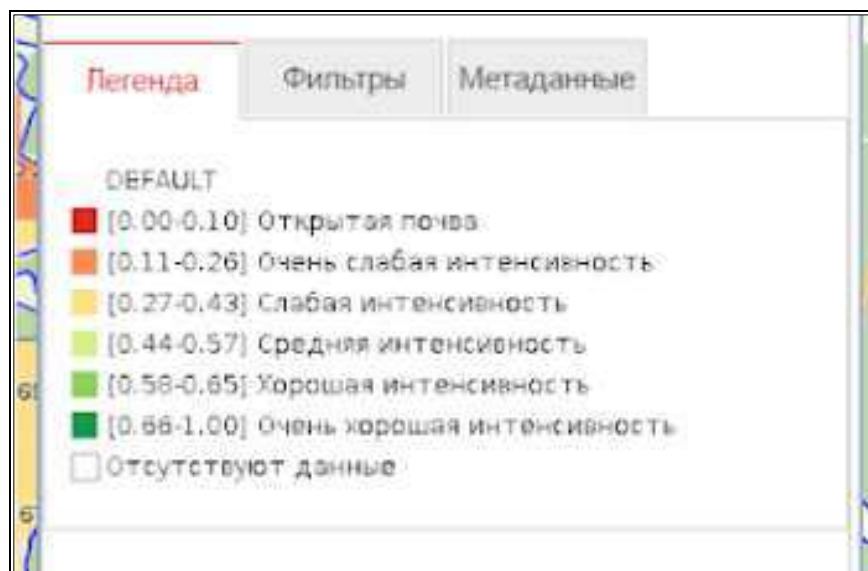 Легенда Фильтры Метаданные
DEFAULT
[0.00-0.10] Открытая почва
[0.11-0.26] Очень слабая интенсивность
[0.27-0.43] Слабая интенсивность
[0.44-0.57] Средняя интенсивность
[0.58-0.65] Хорошая интенсивность
[0.66-1.00] Очень хорошая интенсивность
Отсутствуют данные